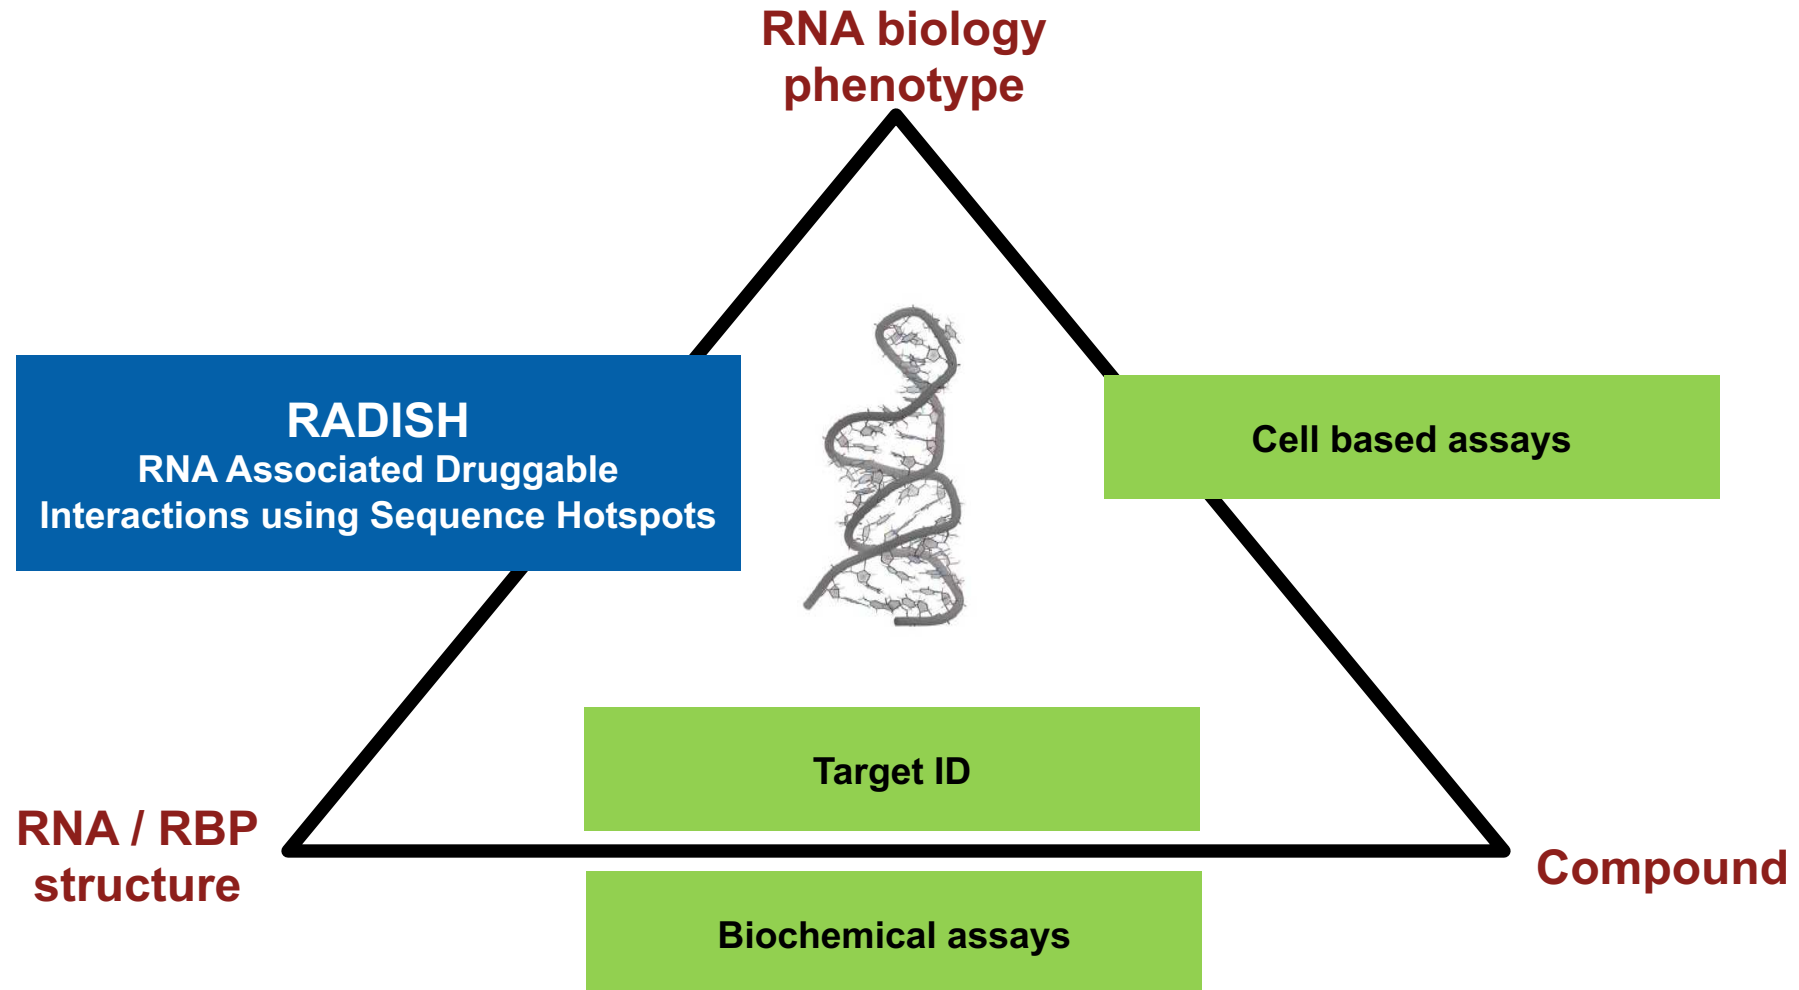 RNA biology
phenotype
RADISH
RNA Associated Druggable
Interactions using Sequence Hotspots
Cell based assays
Target ID
RNA / RBP
structure
Compound
Biochemical assays